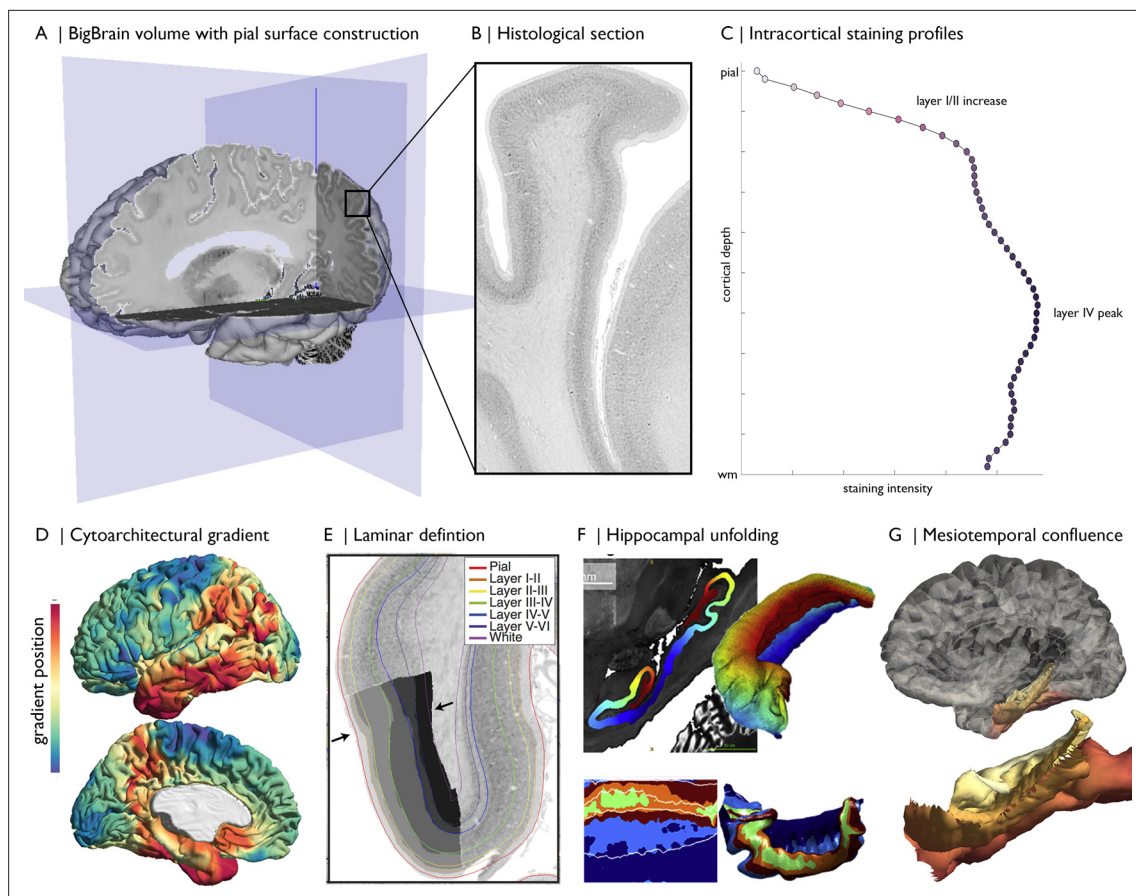 A | BigBrain volume with pial surface construction
B | Histological section
C | Intracortical staining profiles
pial
layer I/II increase
cortical depth
layer IV peak
wm
staining intensity
D | Cytoarchitectural gradient
gradient position
E | Laminar defintion
Pial
Layer I-II
Layer II-III
Layer III-IV
Layer IV-V
Layer V-VI
White
F | Hippocampal unfolding
G | Mesiotemporal confluence